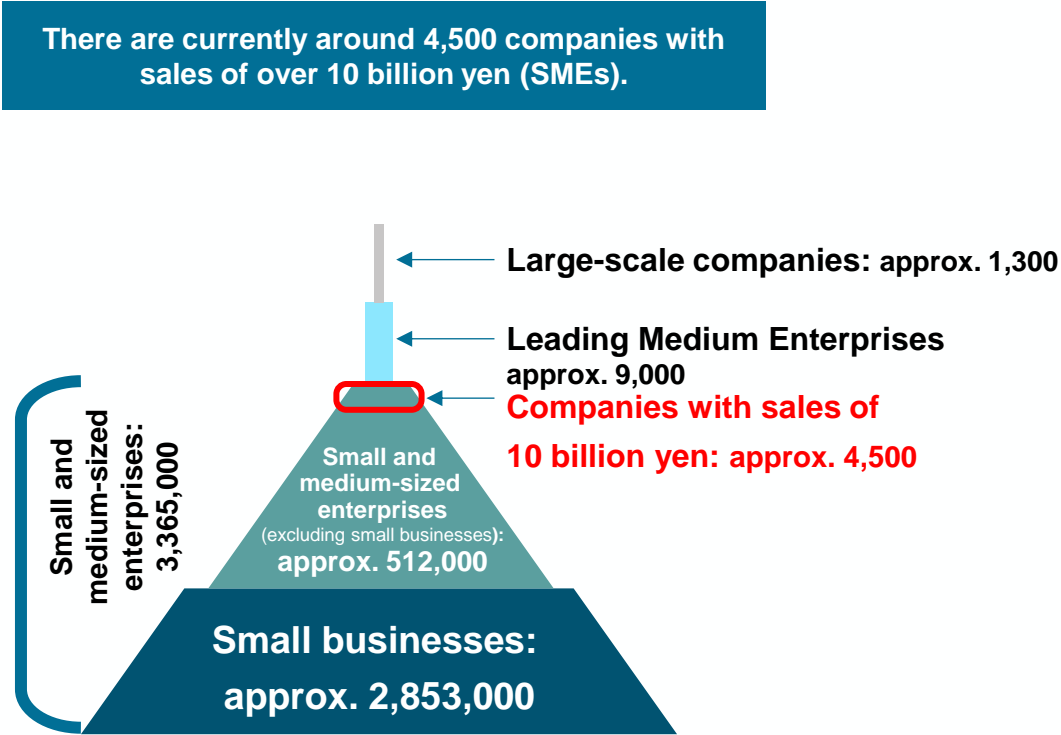 There are currently around 4,500 companies with
sales of over 10 billion yen (SMEs).
Large-scale companies: approx. 1,300
Leading Medium Enterprises
approx. 9,000
Companies with sales of
10 billion yen: approx. 4,500
Small and
medium-sized
enterprises:
3,365,000
Small and
medium-sized
enterprises
(excluding small businesses):
approx. 512,000
Small businesses:
approx. 2,853,000